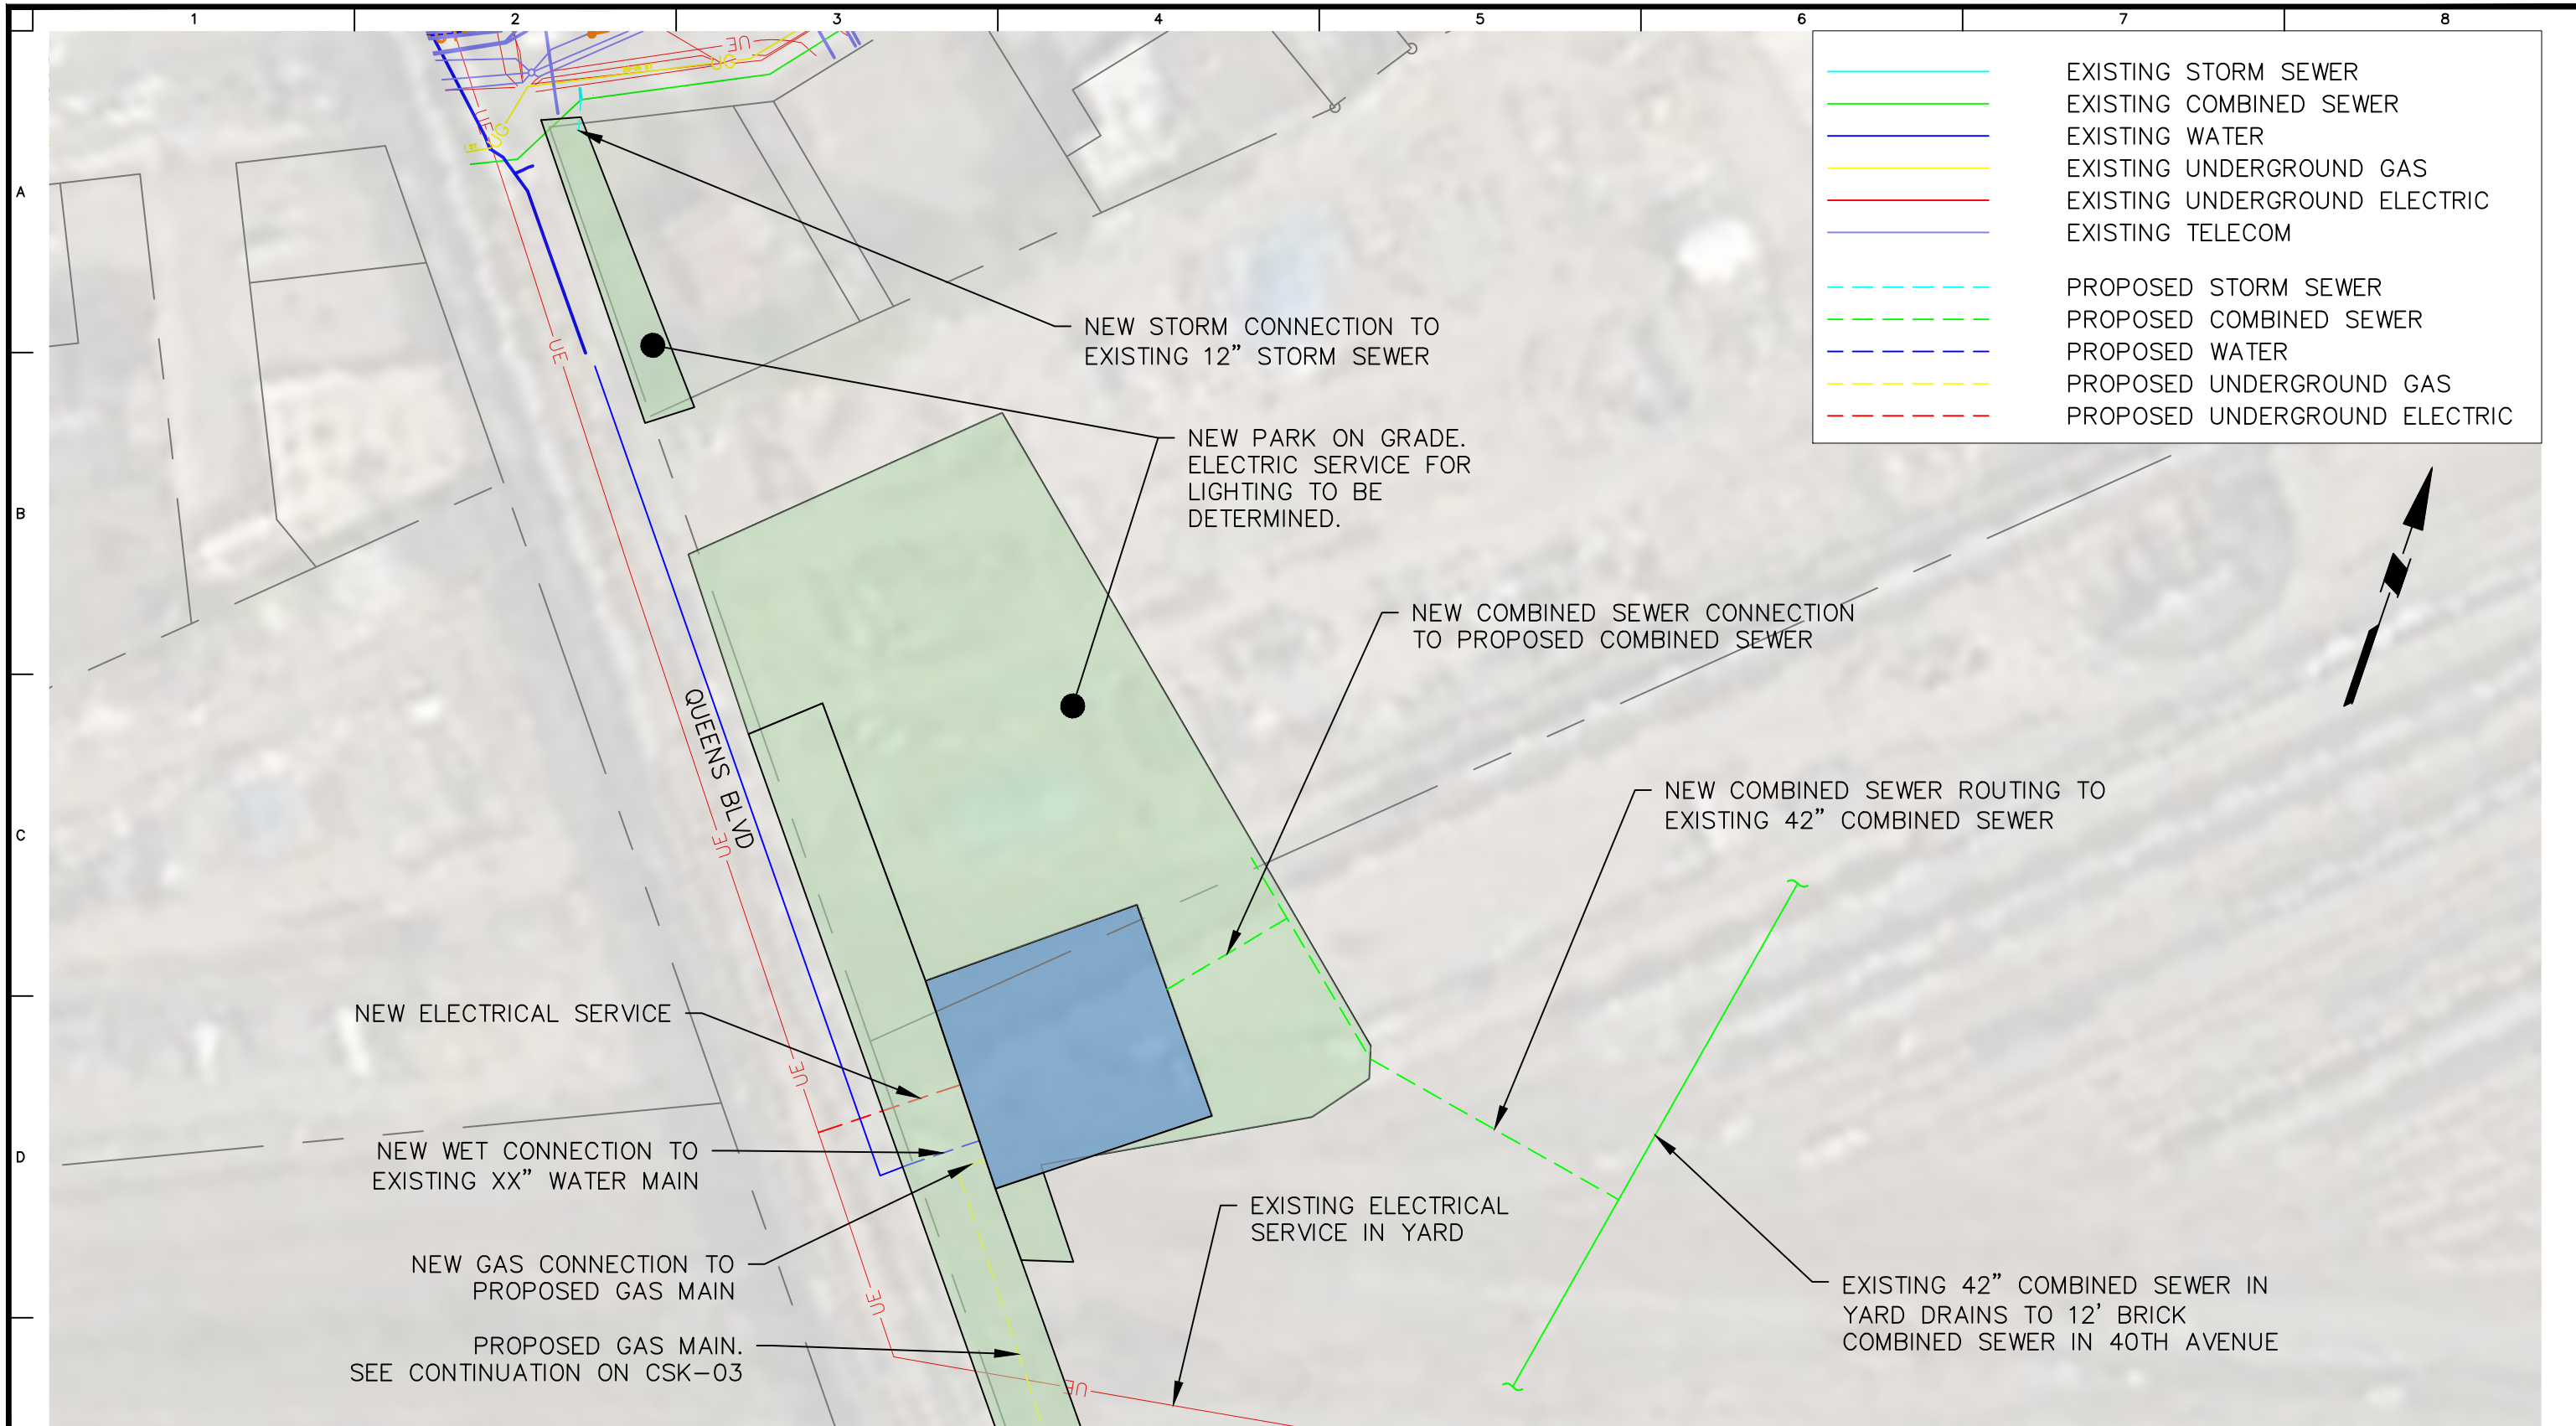 1 2 3 4 5 6 7 8
A
B
C
D
EXISTING STORM SEWER
EXISTING COMBINED SEWER
EXISTING WATER
EXISTING UNDERGROUND GAS
EXISTING UNDERGROUND ELECTRIC
EXISTING TELECOM
PROPOSED STORM SEWER
PROPOSED COMBINED SEWER
PROPOSED WATER
PROPOSED UNDERGROUND GAS
PROPOSED UNDERGROUND ELECTRIC
UE
UG
UE
UG
UE
NEW STORM CONNECTION TO
EXISTING 12" STORM SEWER
NEW PARK ON GRADE.
ELECTRIC SERVICE FOR
LIGHTING TO BE
DETERMINED.
NEW COMBINED SEWER CONNECTION
TO PROPOSED COMBINED SEWER
QUEENS BLVD
UE
NEW COMBINED SEWER ROUTING TO
EXISTING 42" COMBINED SEWER
NEW ELECTRICAL SERVICE
UE
NEW WET CONNECTION TO
EXISTING XX" WATER MAIN
EXISTING ELECTRICAL
SERVICE IN YARD
NEW GAS CONNECTION TO
PROPOSED GAS MAIN
UE
EXISTING 42" COMBINED SEWER IN
YARD DRAINS TO 12' BRICK
COMBINED SEWER IN 40TH AVENUE
PROPOSED GAS MAIN.
SEE CONTINUATION ON CSK-03
UE